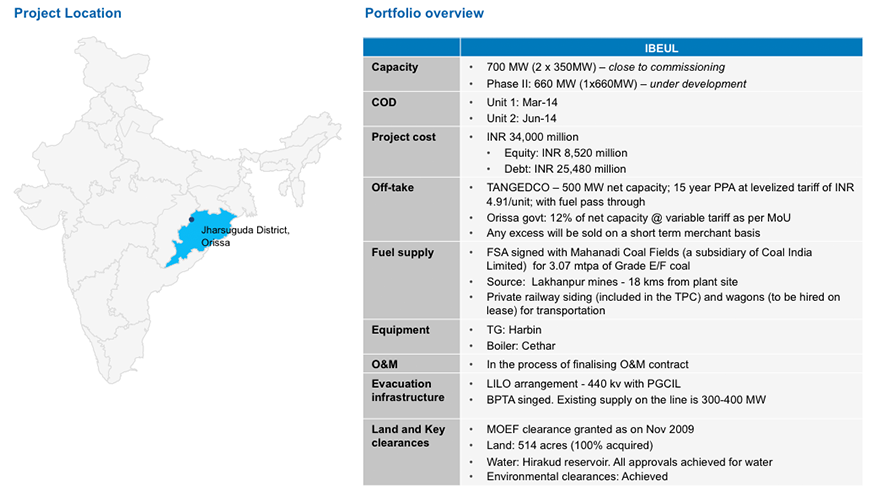 Project Location
Jharsuguda District,
Orissa
Portfolio overview
IBEUL
Capacity
• 700 MW (2 x 350MW) – close to commissioning
• Phase II: 660 MW (1x660MW) – under development
COD
• Unit 1: Mar-14
• Unit 2: Jun-14
Project cost
• INR 34,000 million
• Equity: INR 8,520 million
• Debt: INR 25,480 million
Off-take
• TANGEDCO – 500 MW net capacity; 15 year PPA at levelized tariff of INR
4.91/unit; with fuel pass through
• Orissa govt: 12% of net capacity @ variable tariff as per MoU
• Any excess will be sold on a short term merchant basis
Fuel supply
• FSA signed with Mahanadi Coal Fields (a subsidiary of Coal India
Limited) for 3.07 mtpa of Grade E/F coal
• Source: Lakhanpur mines - 18 kms from plant site
• Private railway siding (included in the TPC) and wagons (to be hired on
lease) for transportation
Equipment
• TG: Harbin
• Boiler: Cethar
O&M
• In the process of finalising O&M contract
Evacuation
infrastructure
• LILO arrangement - 440 kv with PGCIL
• BPTA singed. Existing supply on the line is 300-400 MW
Land and Key
clearances
• MOEF clearance granted as on Nov 2009
• Land: 514 acres (100% acquired)
• Water: Hirakud reservoir. All approvals achieved for water
• Environmental clearances: Achieved